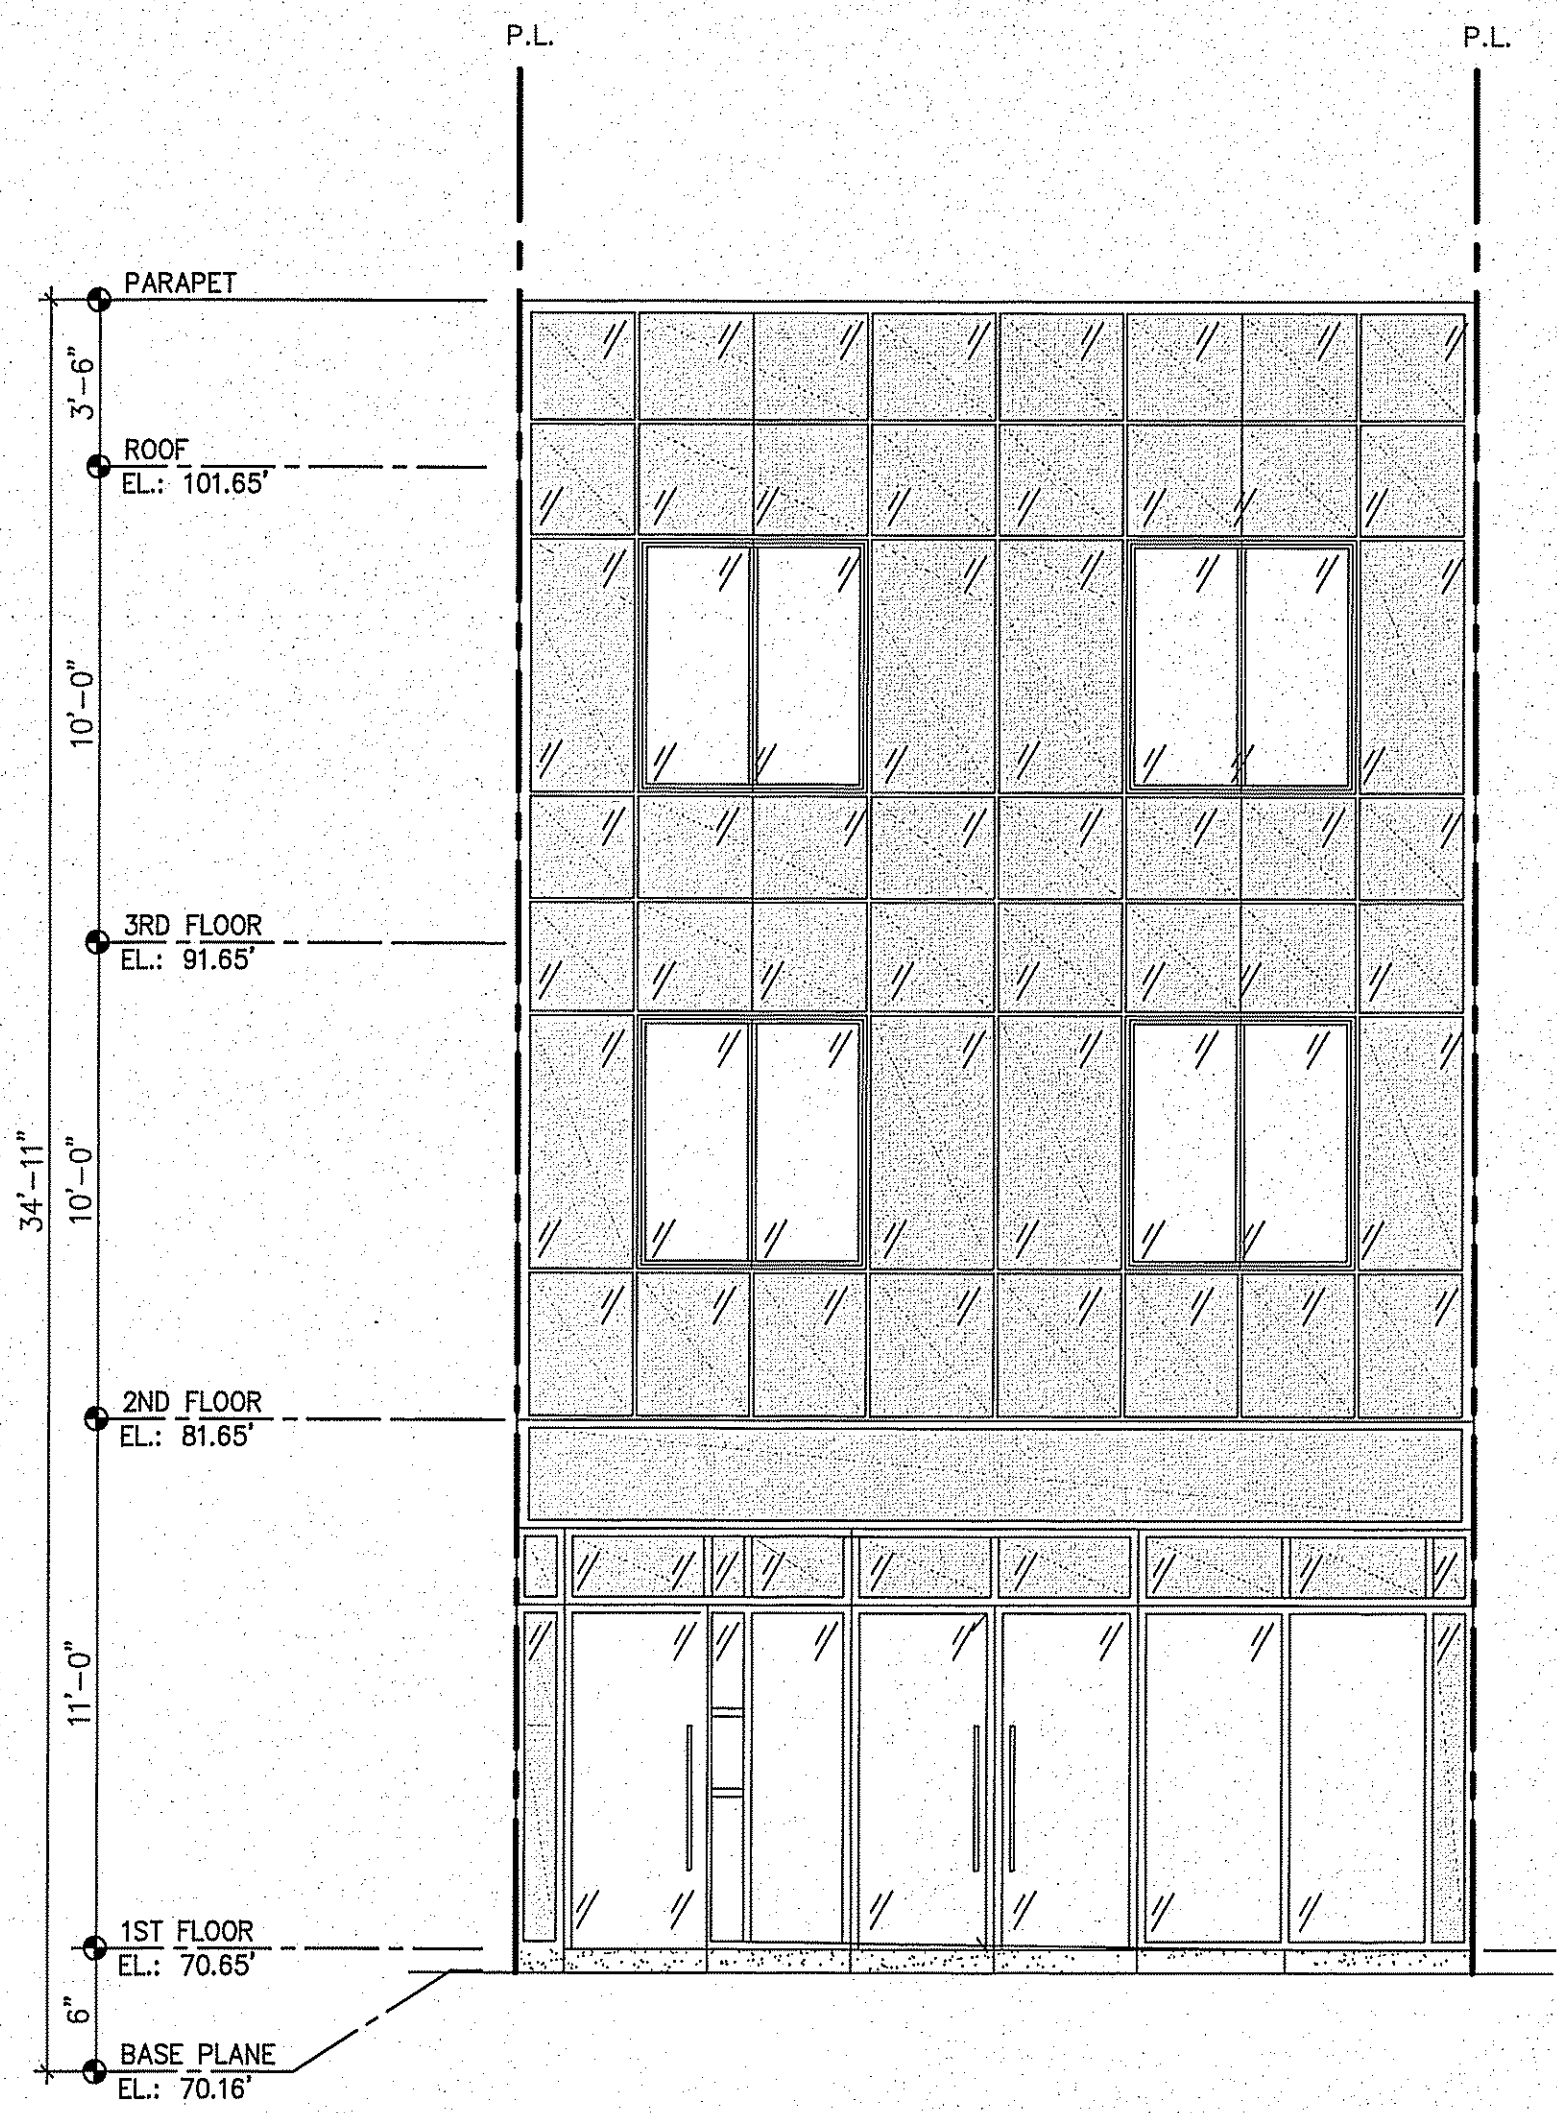 P.L.
P.L.
PARAPET
3'-6"
ROOF
EL.: 101.65'
10'-0"
3RD FLOOR
EL.: 91.65'
34'-11"
10'-0"
2ND FLOOR
EL.: 81.65'
11'-0"
1ST FLOOR
EL.: 70.65'
6"
BASE PLANE
EL.: 70.16'